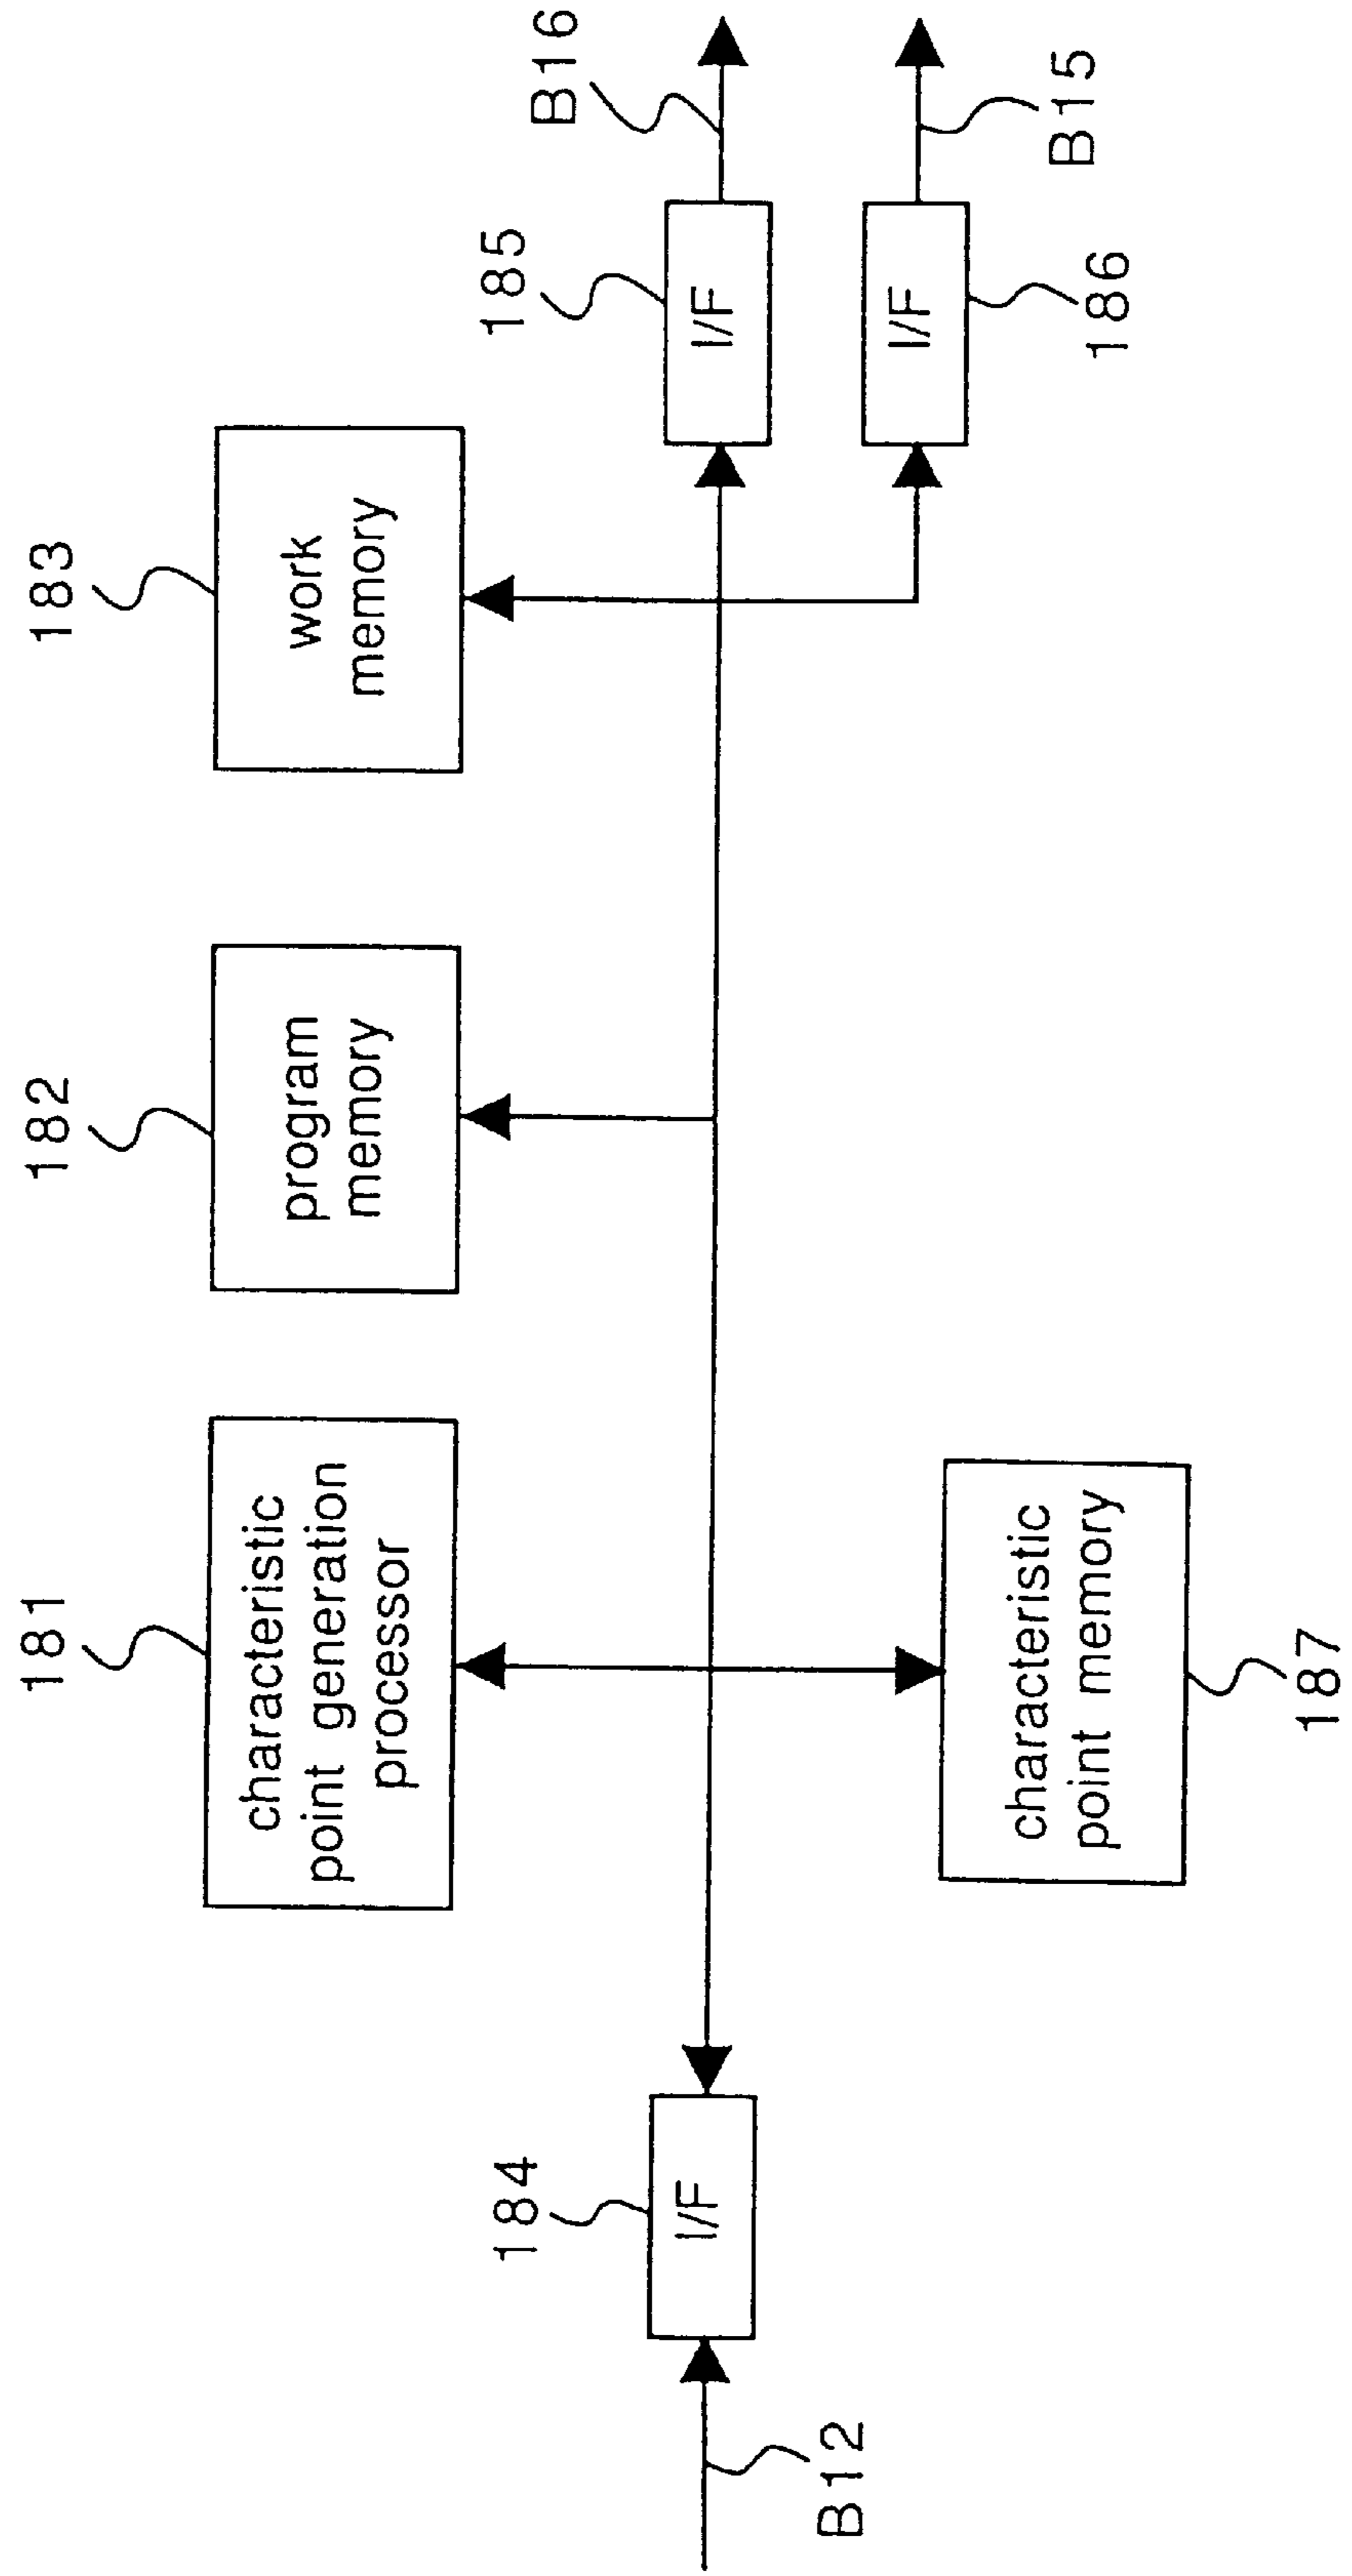 181
characteristic
point generation
processor
182
program
memory
183
work
memory
184
I/F
B12
185
I/F
B16
186
I/F
B15
characteristic
point memory
187